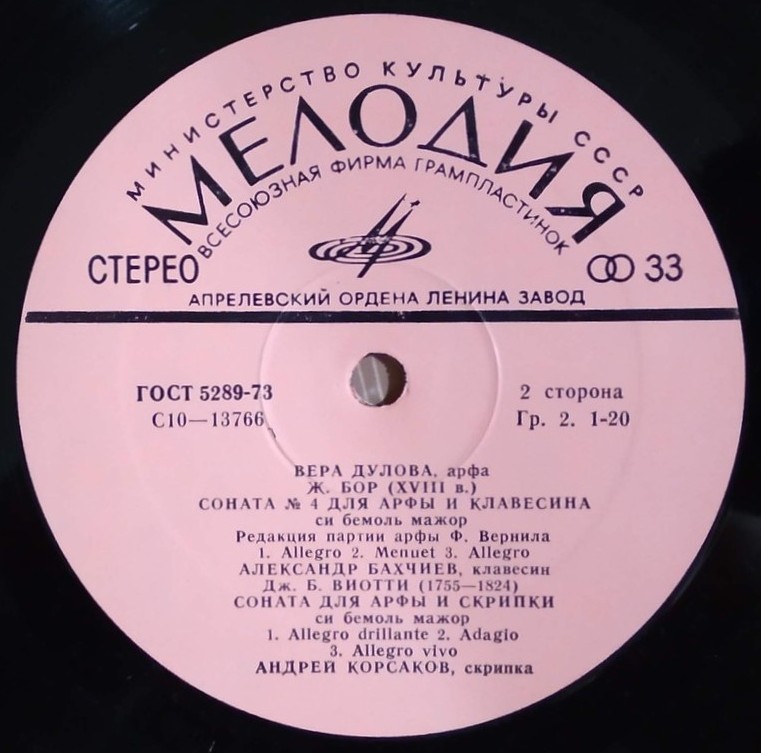 МИНИСТЕРСТВО КУЛЬТУРЫ СССР
МЕЛОДИЯ
ВСЕСОЮЗНАЯ ФИРМА ГРАМПЛАСТИНОК
СТЕРЕО
33
АПРЕЛЕВСКИЙ ОРДЕНА ЛЕНИНА ЗАВОД
ГОСТ 5289-73
2 сторона
С10—13766
Гр. 2. 1-20
ВЕРА ДУЛОВА, арфа
Ж. БОР (XVIII в.)
СОНАТА № 4 ДЛЯ АРФЫ И КЛАВЕСИНА
си бемоль мажор
Редакция партии арфы Ф. Вернила
1. Allegro 2. Menuet 3. Allegro
АЛЕКСАНДР БАХЧИЕВ, клавесин
Дж. Б. ВИОТТИ (1755—1824)
СОНАТА ДЛЯ АРФЫ И СКРИПКИ
си бемоль мажор
1. Allegro drillante 2. Adagio
3. Allegro vivo
АНДРЕЙ КОРСАКОВ, скрипка